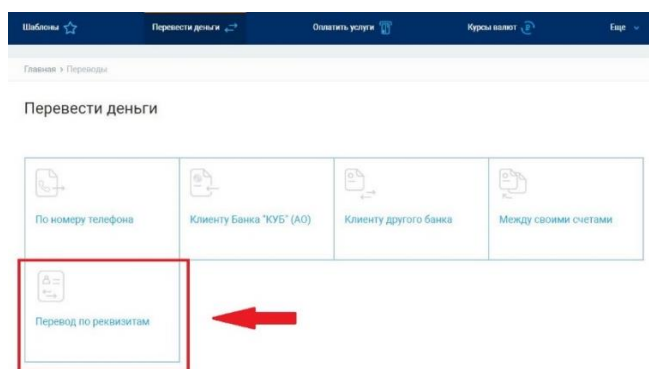 Шаблоны Перевести деньги Оплатить услуги Курсы валют Еще
Главная > Переводы
Перевести деньги
По номеру телефона Клиенту Банка "КУБ" (АО) Клиенту другого банка Между своими счетами
Перевод по реквизитам